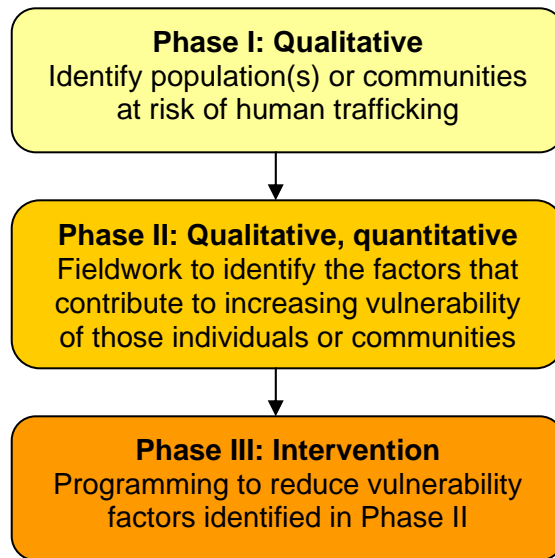 Phase I: Qualitative
Identify population(s) or communities
at risk of human trafficking
Phase II: Qualitative, quantitative
Fieldwork to identify the factors that
contribute to increasing vulnerability
of those individuals or communities
Phase III: Intervention
Programming to reduce vulnerability
factors identified in Phase II